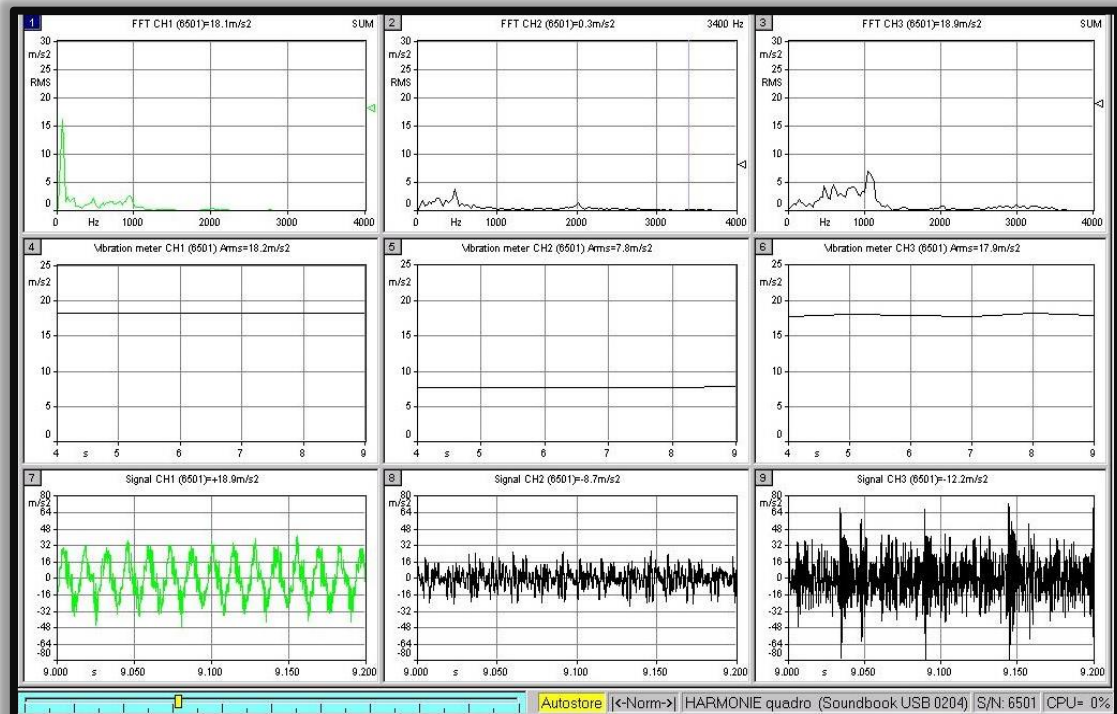 1 FFT CH1 (6501)=18.1m/s2 SUM
30
m/s2
25
RMS
20
15
10
5
0
0 Hz 1000 2000 3000 4000
2 FFT CH2 (6501)=0.3m/s2 3400 Hz
30
m/s2
25
RMS
20
15
10
5
0
0 Hz 1000 2000 3000 4000
3 FFT CH3 (6501)=18.9m/s2 SUM
30
m/s2
25
RMS
20
15
10
5
0
0 Hz 1000 2000 3000 4000
4 Vibration meter CH1 (6501) Arms=18.2m/s2
25
m/s2
20
15
10
5
0
4 s 5 6 7 8 9
5 Vibration meter CH2 (6501) Arms=7.8m/s2
25
m/s2
20
15
10
5
0
4 s 5 6 7 8 9
6 Vibration meter CH3 (6501) Arms=17.9m/s2
25
m/s2
20
15
10
5
0
4 s 5 6 7 8 9
7 Signal CH1 (6501)=+18.9m/s2
80
m/s2
64
48
32
16
0
-16
-32
-48
-64
-80
9.000 s 9.050 9.100 9.150 9.200
8 Signal CH2 (6501)=-8.7m/s2
80
m/s2
64
48
32
16
0
-16
-32
-48
-64
-80
9.000 s 9.050 9.100 9.150 9.200
9 Signal CH3 (6501)=-12.2m/s2
80
m/s2
64
48
32
16
0
-16
-32
-48
-64
-80
9.000 s 9.050 9.100 9.150 9.200
Autostore |<-Norm->| HARMONIE quadro (Soundbook USB 0204) S/N: 6501 CPU= 0%